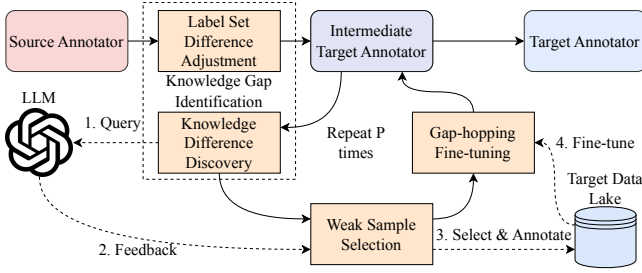 Source Annotator
Label Set
Difference
Adjustment
Intermediate
Target Annotator
Target Annotator
Knowledge Gap
Identification
LLM
1. Query
Knowledge
Difference
Discovery
Repeat P
times
Gap-hopping
Fine-tuning
4. Fine-tune
Target Data
Lake
Weak Sample
Selection
2. Feedback
3. Select & Annotate